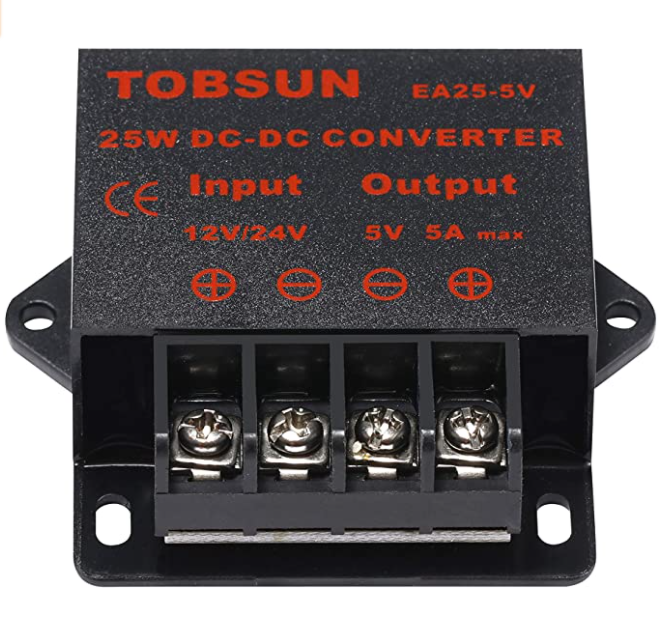 TOBSUN EA25-5V
25W DC-DC CONVERTER
CE Input Output
12V/24V 5V 5A max
⊕ ⊖ ⊖ ⊕